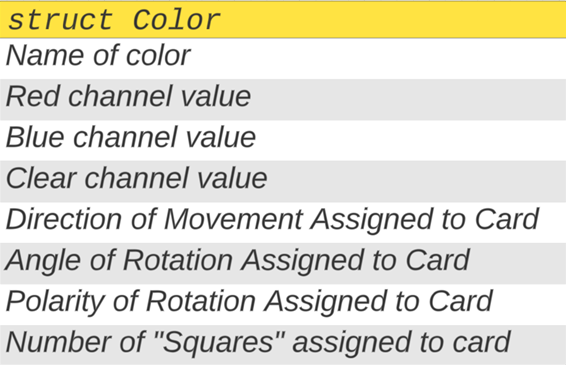 struct Color
Name of color
Red channel value
Blue channel value
Clear channel value
Direction of Movement Assigned to Card
Angle of Rotation Assigned to Card
Polarity of Rotation Assigned to Card
Number of "Squares" assigned to card